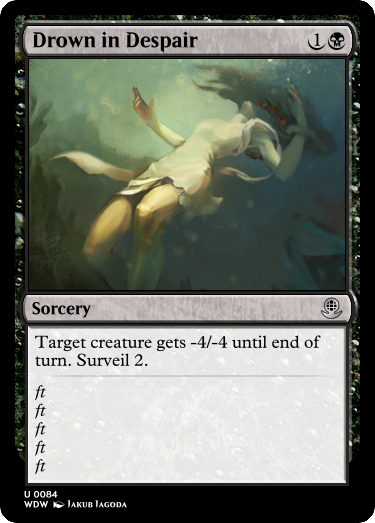 Drown in Despair 1
Sorcery
Target creature gets -4/-4 until end of
turn. Surveil 2.
ft
ft
ft
ft
ft
U 0084
WDW Jakub Jagoda